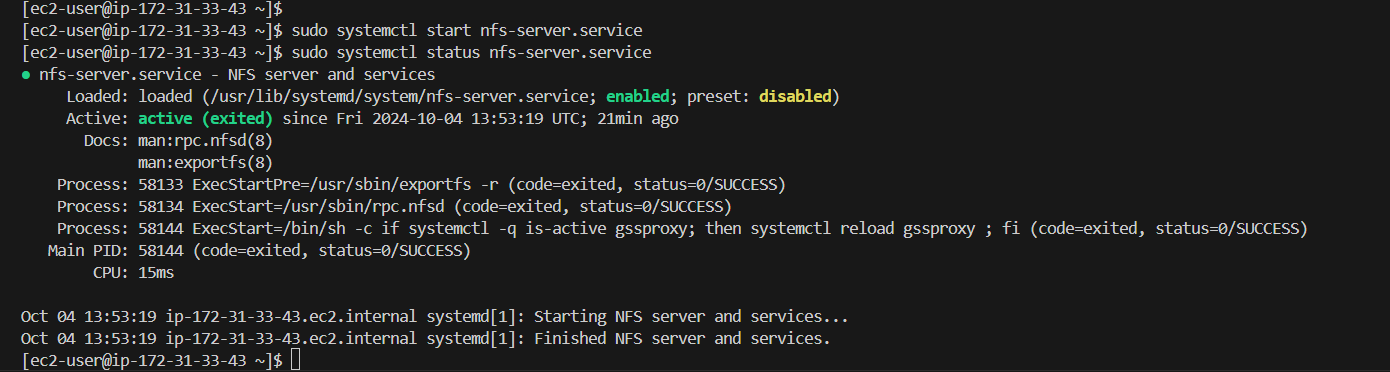 [ec2-user@ip-172-31-33-43 ~]$
[ec2-user@ip-172-31-33-43 ~]$ sudo systemctl start nfs-server.service
[ec2-user@ip-172-31-33-43 ~]$ sudo systemctl status nfs-server.service
● nfs-server.service - NFS server and services
     Loaded: loaded (/usr/lib/systemd/system/nfs-server.service; enabled; preset: disabled)
     Active: active (exited) since Fri 2024-10-04 13:53:19 UTC; 21min ago
       Docs: man:rpc.nfsd(8)
             man:exportfs(8)
    Process: 58133 ExecStartPre=/usr/sbin/exportfs -r (code=exited, status=0/SUCCESS)
    Process: 58134 ExecStart=/usr/sbin/rpc.nfsd (code=exited, status=0/SUCCESS)
    Process: 58144 ExecStart=/bin/sh -c if systemctl -q is-active gssproxy; then systemctl reload gssproxy ; fi (code=exited, status=0/SUCCESS)
   Main PID: 58144 (code=exited, status=0/SUCCESS)
        CPU: 15ms

Oct 04 13:53:19 ip-172-31-33-43.ec2.internal systemd[1]: Starting NFS server and services...
Oct 04 13:53:19 ip-172-31-33-43.ec2.internal systemd[1]: Finished NFS server and services.
[ec2-user@ip-172-31-33-43 ~]$